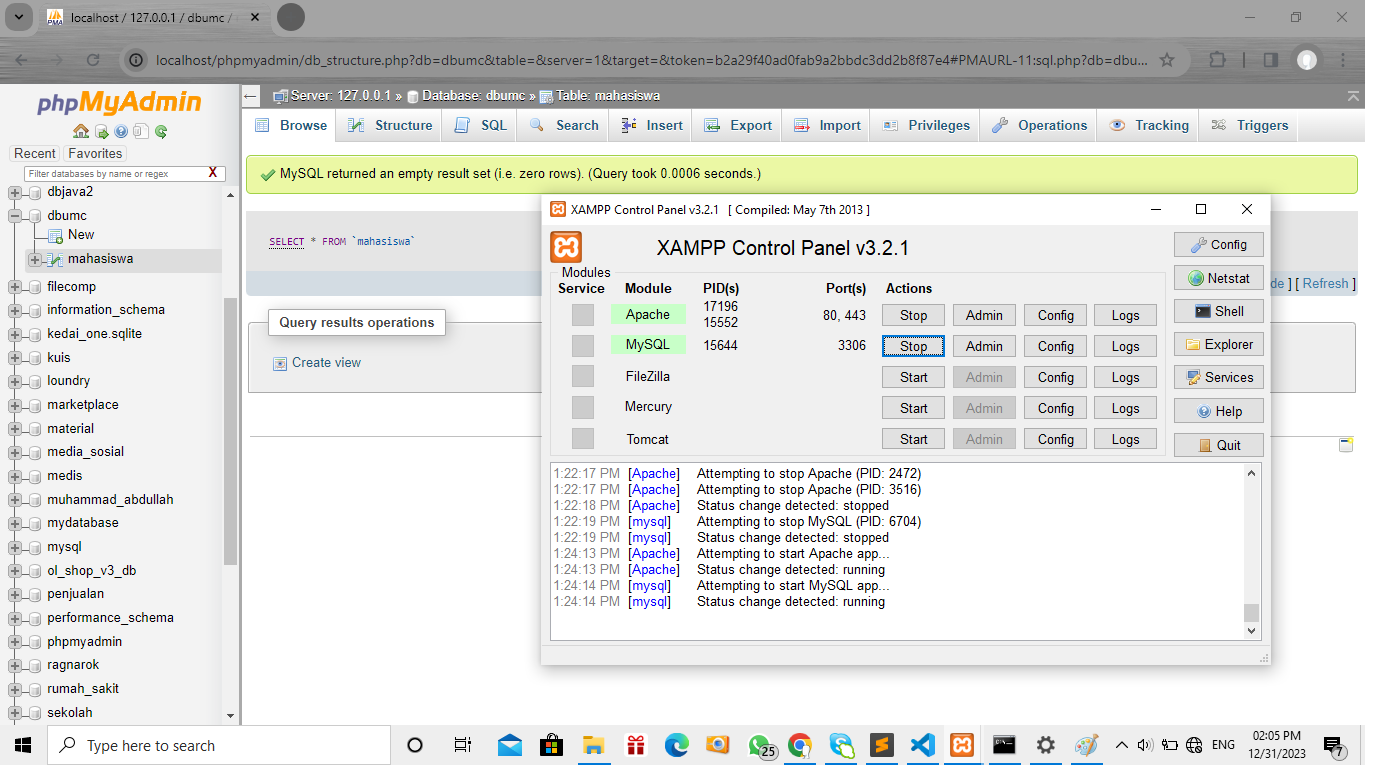 localhost / 127.0.0.1 / dbumc /
localhost/phpmyadmin/db_structure.php?db=dbumc&table=&server=1&target=&token=b2a29f40ad0fab9a2bbdc3dd2b8f87e4#PMAURL-11:sql.php?db=dbu...
phpMyAdmin
Recent Favorites
Filter databases by name or regex X
dbjava2
dbumc
New
mahasiswa
filecomp
information_schema
kedai_one.sqlite
kuis
loundry
marketplace
material
media_sosial
medis
muhammad_abdullah
mydatabase
mysql
ol_shop_v3_db
penjualan
performance_schema
phpmyadmin
ragnarok
rumah_sakit
sekolah
Server: 127.0.0.1 » Database: dbumc » Table: mahasiswa
Browse Structure SQL Search Insert Export Import Privileges Operations Tracking Triggers
MySQL returned an empty result set (i.e. zero rows). (Query took 0.0006 seconds.)
SELECT * FROM `mahasiswa`
de ] [ Refresh ]
Query results operations
Create view
XAMPP Control Panel v3.2.1 [ Compiled: May 7th 2013 ]
XAMPP Control Panel v3.2.1
Modules
Service Module PID(s) Port(s) Actions
Apache 17196 15552 80, 443 Stop Admin Config Logs
MySQL 15644 3306 Stop Admin Config Logs
FileZilla Start Admin Config Logs
Mercury Start Admin Config Logs
Tomcat Start Admin Config Logs
Config
Netstat
Shell
Explorer
Services
Help
Quit
1:22:17 PM [Apache] Attempting to stop Apache (PID: 2472)
1:22:17 PM [Apache] Attempting to stop Apache (PID: 3516)
1:22:18 PM [Apache] Status change detected: stopped
1:22:19 PM [mysql] Attempting to stop MySQL (PID: 6704)
1:22:19 PM [mysql] Status change detected: stopped
1:24:13 PM [Apache] Attempting to start Apache app...
1:24:13 PM [Apache] Status change detected: running
1:24:14 PM [mysql] Attempting to start MySQL app...
1:24:14 PM [mysql] Status change detected: running
Type here to search
25
ENG
02:05 PM
12/31/2023
7